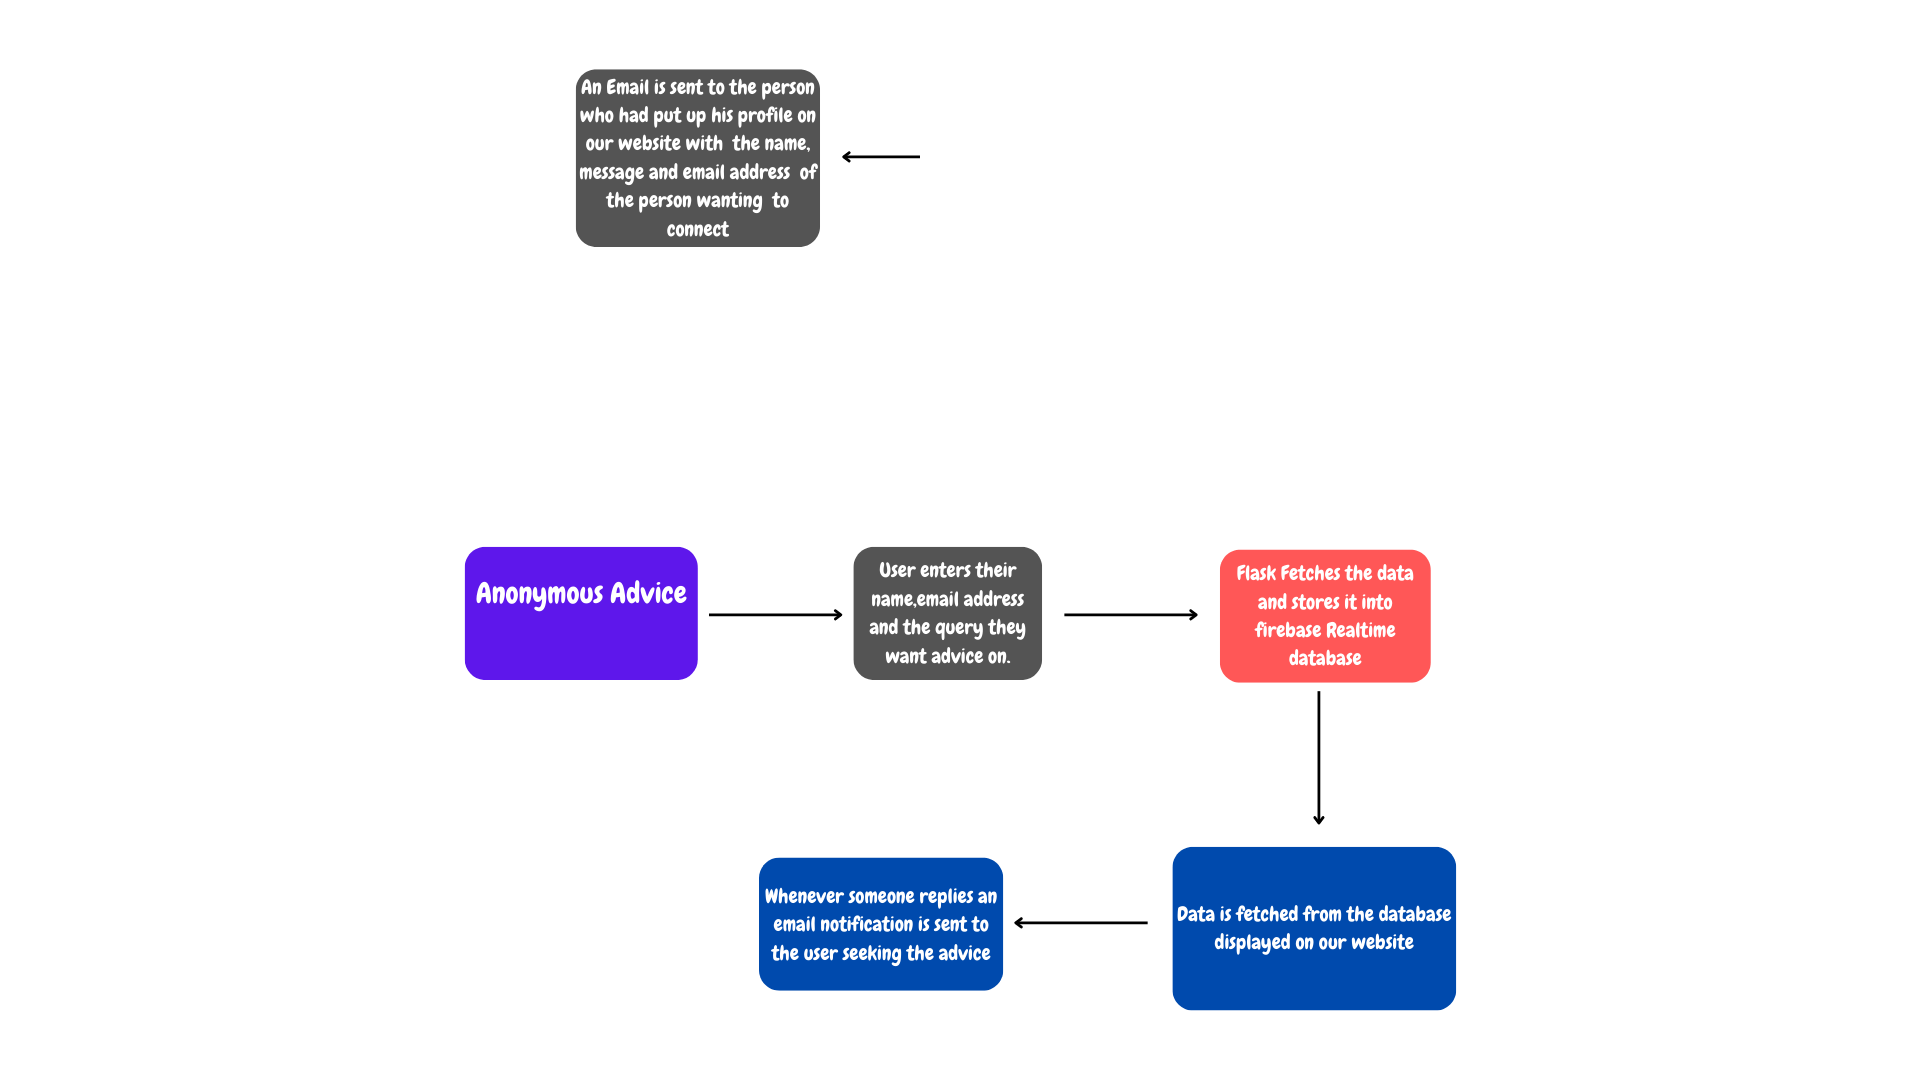 An Email is sent to the person
who had put up his profile on
our website with  the name,
message and email address  of
the person wanting  to
connect
Anonymous Advice
User enters their
name,email address
and the query they
want advice on.
Flask Fetches the data
and stores it into
firebase Realtime
database
Whenever someone replies an
email notification is sent to
the user seeking the advice
Data is fetched from the database
displayed on our website